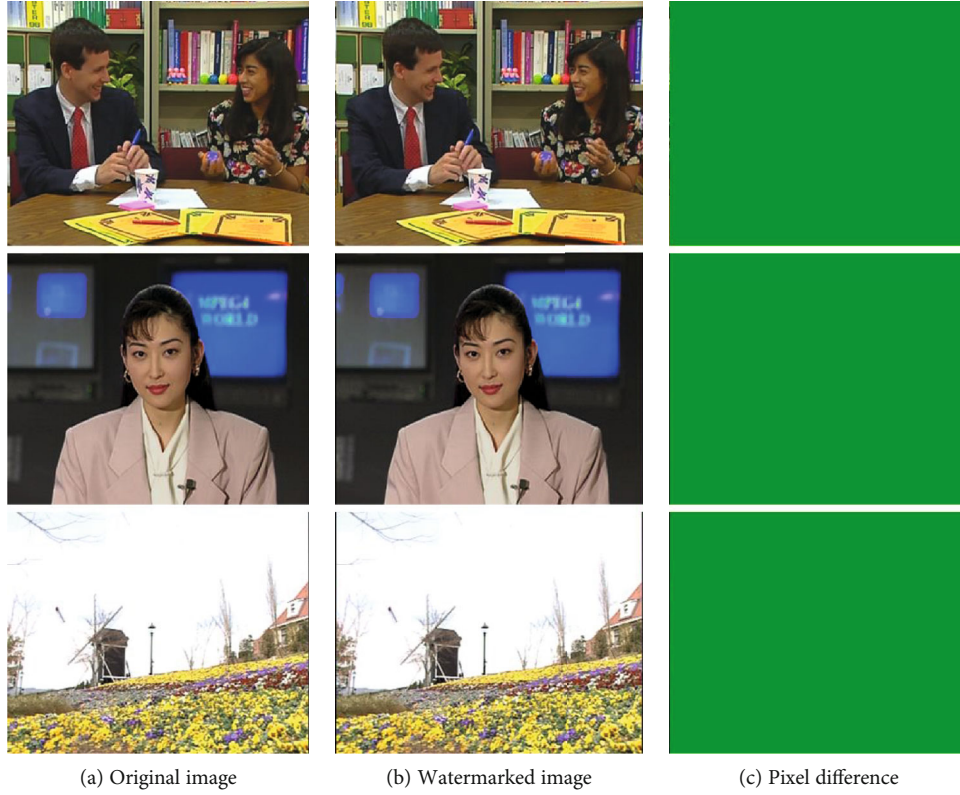 MPEG4
WORLD
MPEG4
WORLD
(a) Original image
(b) Watermarked image
(c) Pixel difference